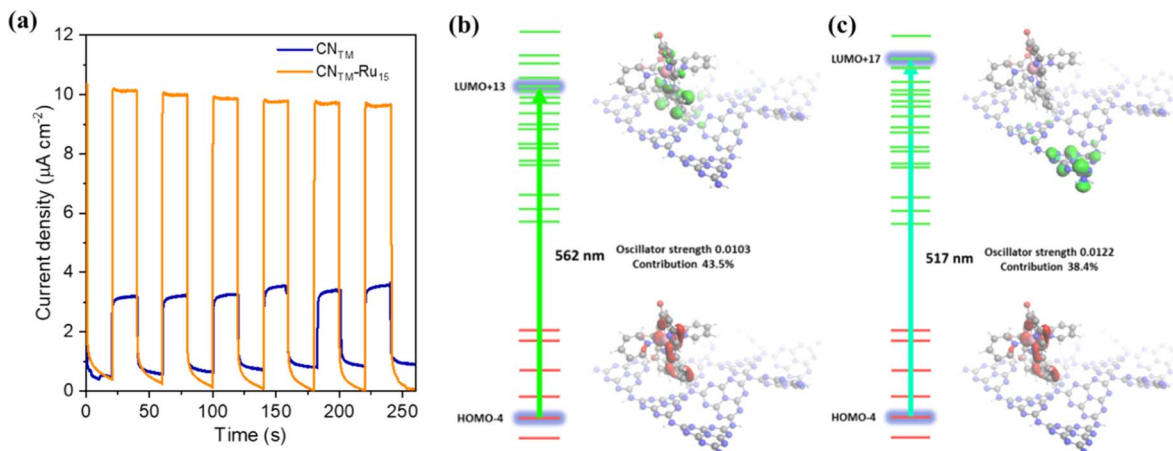 (a)
12
10
8
6
4
2
0
0
50
100
150
200
250
Current density (μA cm⁻²)
Time (s)
CN_TM
CN_TM-Ru₁₅
(b)
LUMO+13
562 nm
Oscillator strength 0.0103
Contribution 43.5%
HOMO-4
(c)
LUMO+17
517 nm
Oscillator strength 0.0122
Contribution 38.4%
HOMO-4